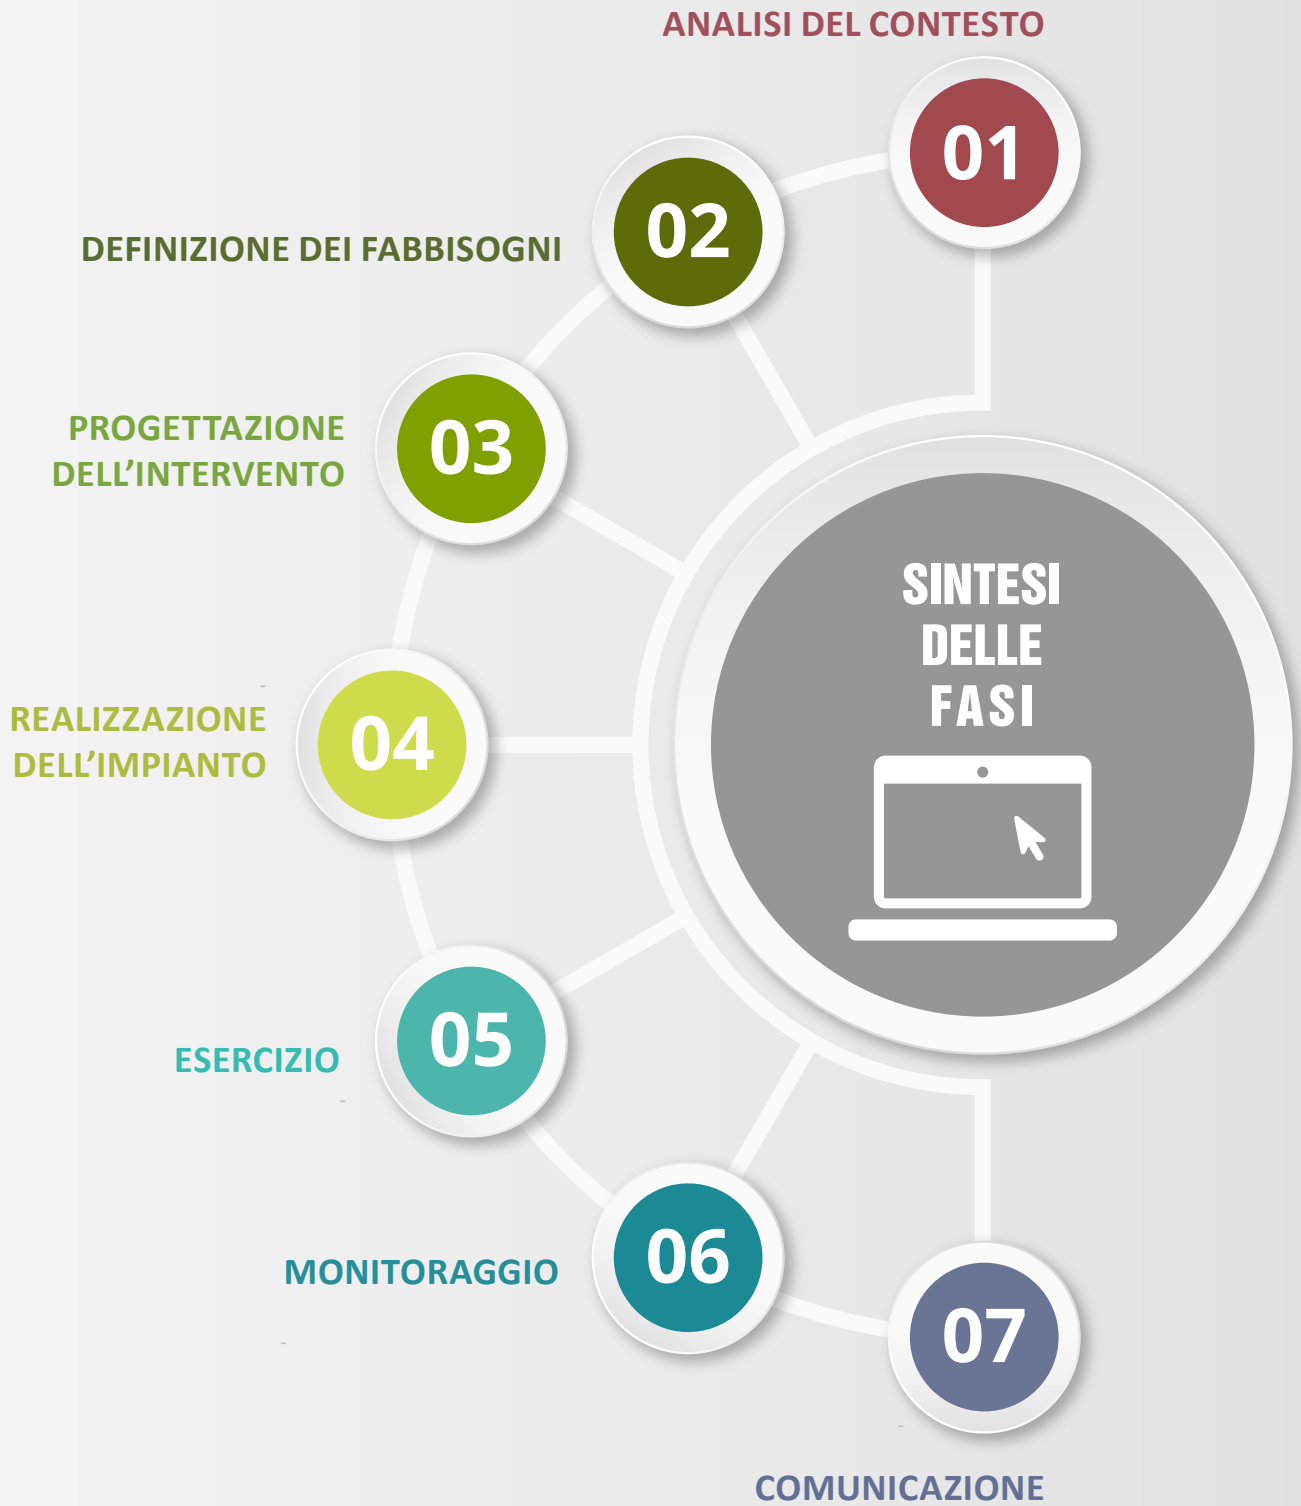 ANALISI DEL CONTESTO
01
02
DEFINIZIONE DEI FABBISOGNI
03
PROGETTAZIONE
DELL’INTERVENTO
SINTESI
DELLE
FASI
04
REALIZZAZIONE
DELL’IMPIANTO
05
ESERCIZIO
06
MONITORAGGIO
07
COMUNICAZIONE